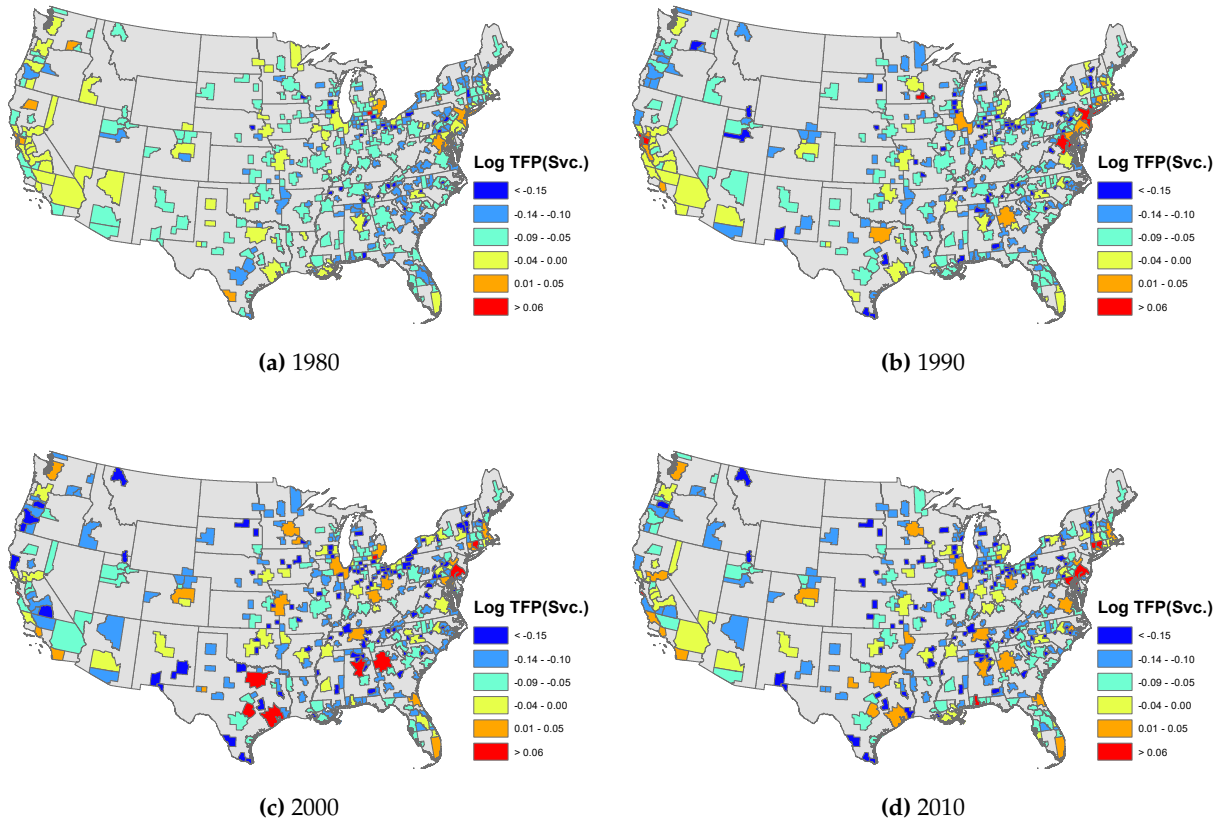 Log TFP(Svc.)
< -0.15
-0.14 - -0.10
-0.09 - -0.05
-0.04 - 0.00
0.01 - 0.05
> 0.06
(a) 1980
Log TFP(Svc.)
< -0.15
-0.14 - -0.10
-0.09 - -0.05
-0.04 - 0.00
0.01 - 0.05
> 0.06
(b) 1990
Log TFP(Svc.)
< -0.15
-0.14 - -0.10
-0.09 - -0.05
-0.04 - 0.00
0.01 - 0.05
> 0.06
(c) 2000
Log TFP(Svc.)
< -0.15
-0.14 - -0.10
-0.09 - -0.05
-0.04 - 0.00
0.01 - 0.05
> 0.06
(d) 2010